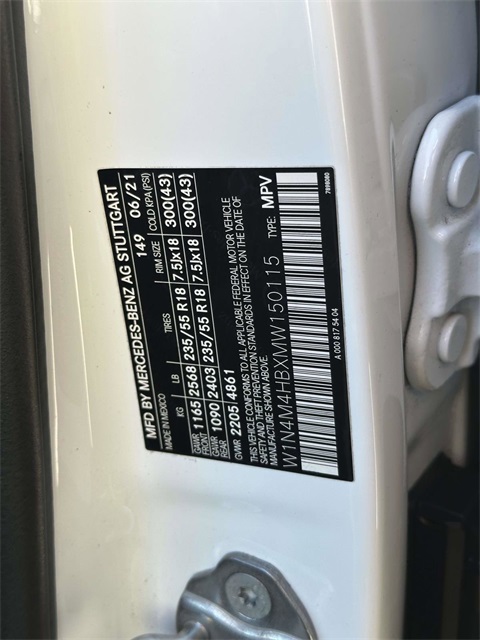 MFD BY MERCEDES-BENZ AG STUTTGART
MADE IN MEXICO 149 06/21
KG LB TIRES RIM SIZE COLD KPA(PSI)
GAWR FRONT 1165 2568 235/55 R18 7.5Jx18 300(43)
GAWR REAR 1090 2403 235/55 R18 7.5Jx18 300(43)
GVWR 2205 4861
THIS VEHICLE CONFORMS TO ALL APPLICABLE FEDERAL MOTOR VEHICLE
SAFETY AND BUMPER STANDARDS IN EFFECT ON THE DATE OF
MANUFACTURE SHOWN ABOVE. TYPE: MPV
W1N4M4HBXMW150115
A 000 817 54 04